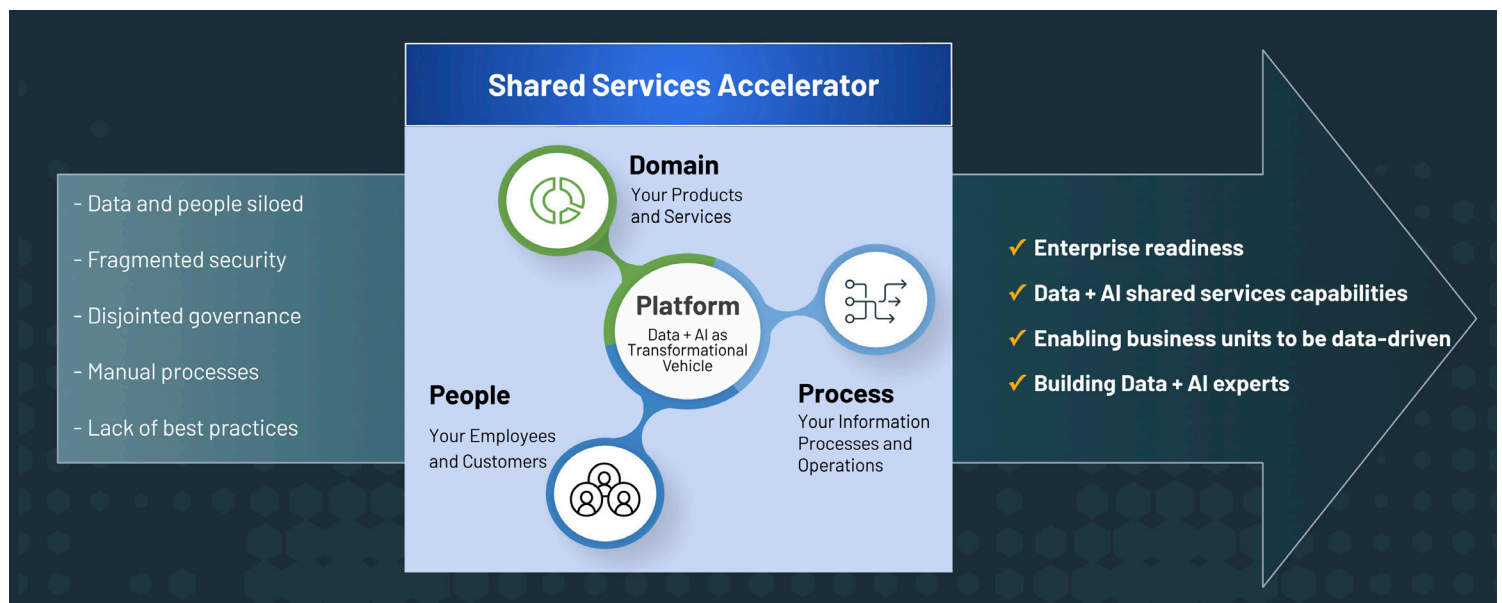 Shared Services Accelerator
- Data and people siloed
- Fragmented security
- Disjointed governance
- Manual processes
- Lack of best practices
Domain
Your Products
and Services
Platform
Data + AI as
Transformational
Vehicle
People
Your Employees
and Customers
Process
Your Information
Processes and
Operations
✓ Enterprise readiness
✓ Data + AI shared services capabilities
✓ Enabling business units to be data-driven
✓ Building Data + AI experts